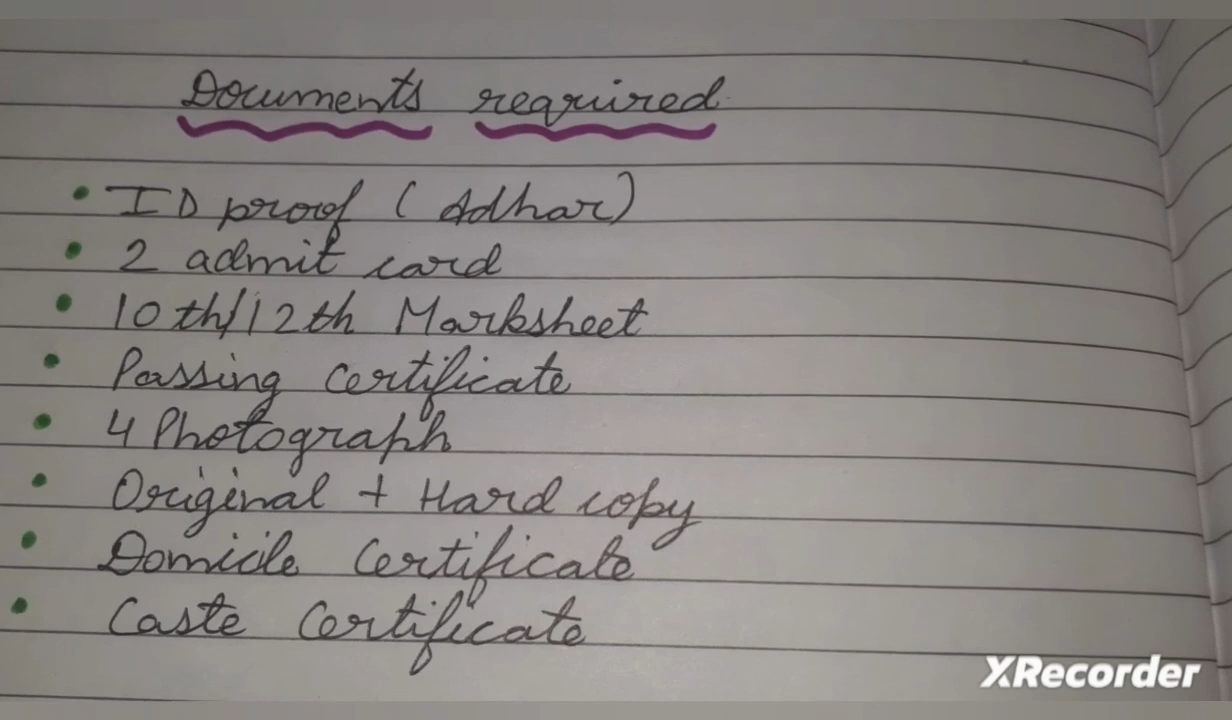 Documents required
• ID proof ( Adhar)
• 2 admit card
• 10th/12th Marksheet
• Passing Certificate
• 4 Photograph
• Original + Hard copy
• Domicile Certificate
• Caste Certificate
XRecorder